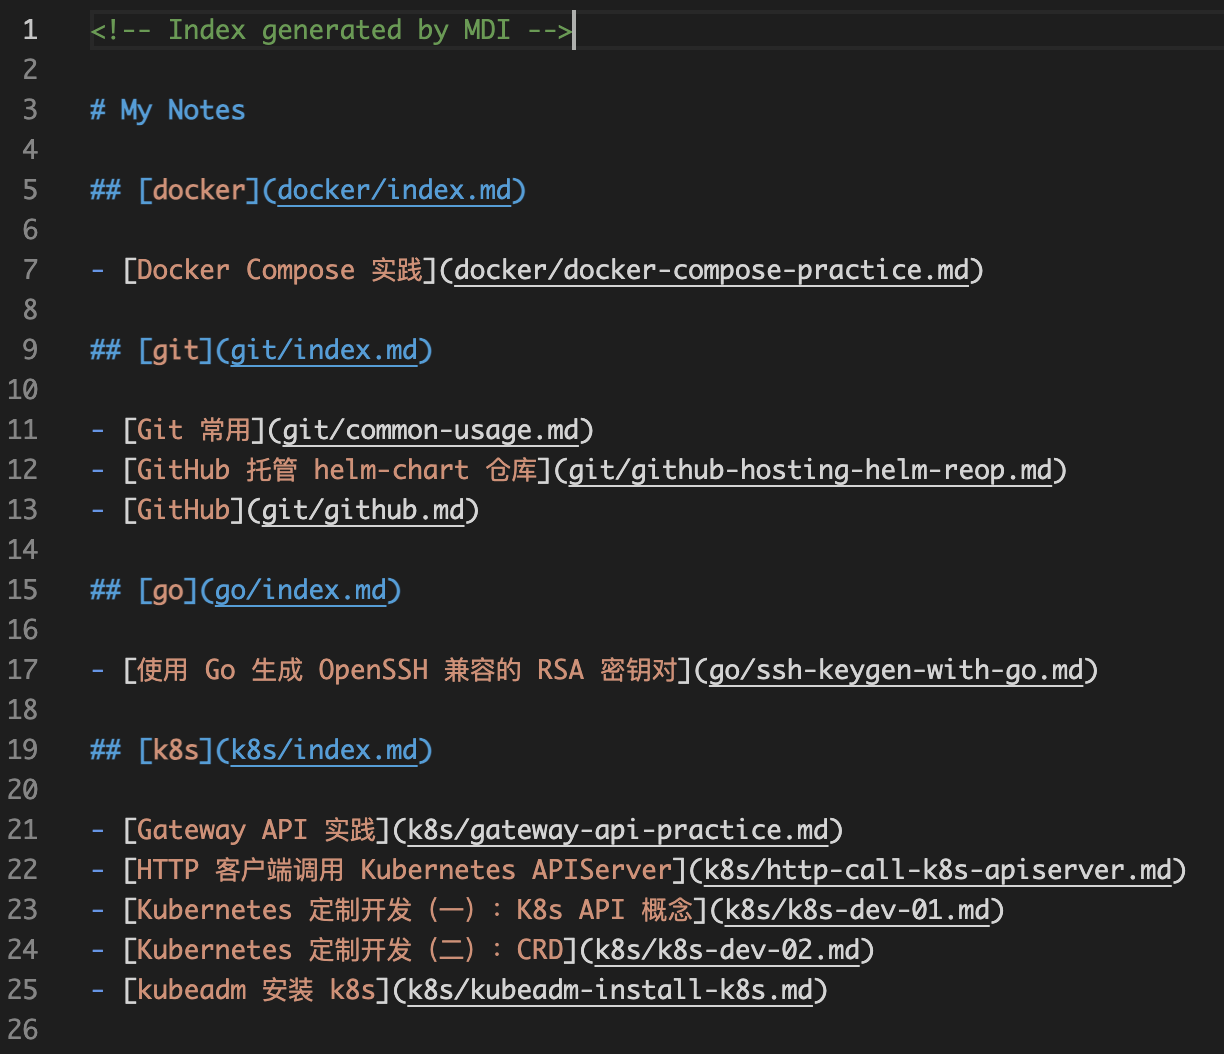 1 <!-- Index generated by MDI -->
2
3 # My Notes
4
5 ## [docker](docker/index.md)
6
7 - [Docker Compose 实践](docker/docker-compose-practice.md)
8
9 ## [git](git/index.md)
10
11 - [Git 常用](git/common-usage.md)
12 - [GitHub 托管 helm-chart 仓库](git/github-hosting-helm-reop.md)
13 - [GitHub](git/github.md)
14
15 ## [go](go/index.md)
16
17 - [使用 Go 生成 OpenSSH 兼容的 RSA 密钥对](go/ssh-keygen-with-go.md)
18
19 ## [k8s](k8s/index.md)
20
21 - [Gateway API 实践](k8s/gateway-api-practice.md)
22 - [HTTP 客户端调用 Kubernetes APIServer](k8s/http-call-k8s-apiserver.md)
23 - [Kubernetes 定制开发（一）：K8s API 概念](k8s/k8s-dev-01.md)
24 - [Kubernetes 定制开发（二）：CRD](k8s/k8s-dev-02.md)
25 - [kubeadm 安装 k8s](k8s/kubeadm-install-k8s.md)
26